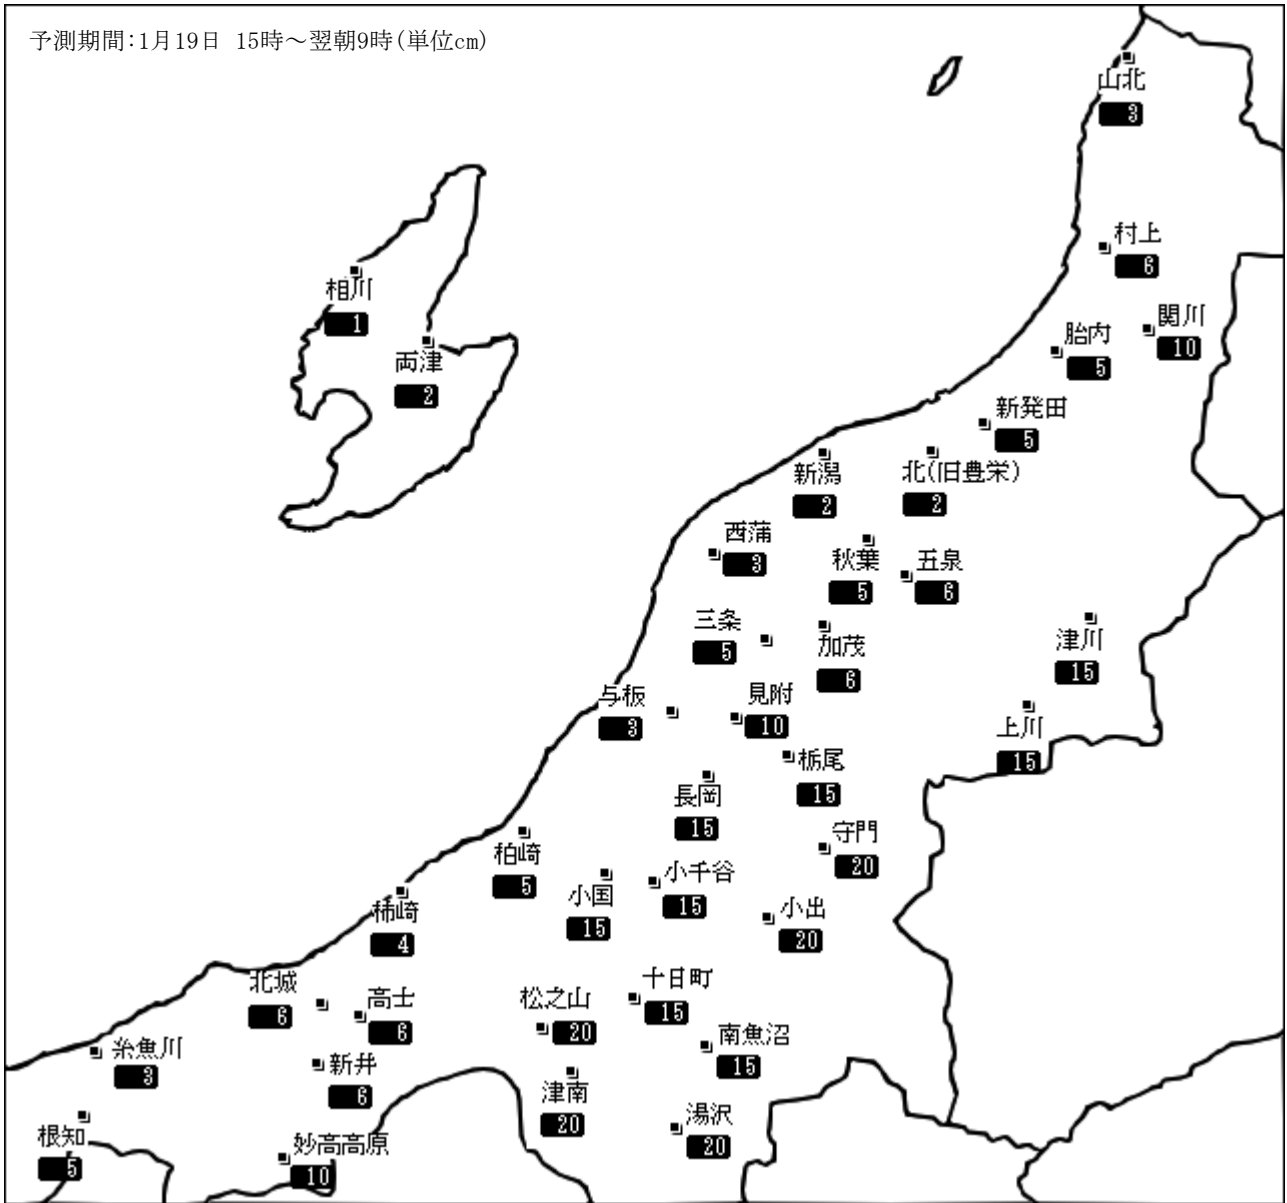 予測期間:1月19日 15時～翌朝9時(単位cm)
山北
3
村上
6
相川
1
関川
10
胎内
5
両津
2
新発田
5
新潟
2
北(旧豊栄)
2
西蒲
3
秋葉
5
五泉
6
三条
5
加茂
6
津川
15
与板
3
見附
10
上川
15
栃尾
15
長岡
15
守門
20
柏崎
5
小国
15
小千谷
15
小出
20
柿崎
4
北城
6
高士
6
松之山
20
十日町
15
南魚沼
15
糸魚川
3
新井
6
津南
20
湯沢
20
根知
5
妙高高原
10